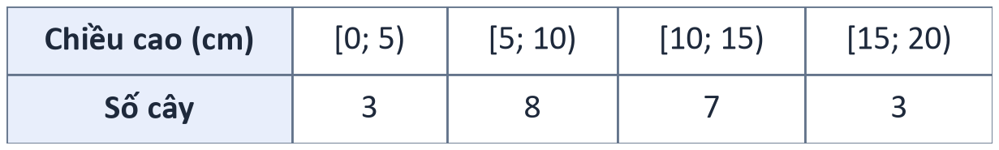 Chiều cao (cm) [0; 5) [5; 10) [10; 15) [15; 20)
Số cây 3 8 7 3